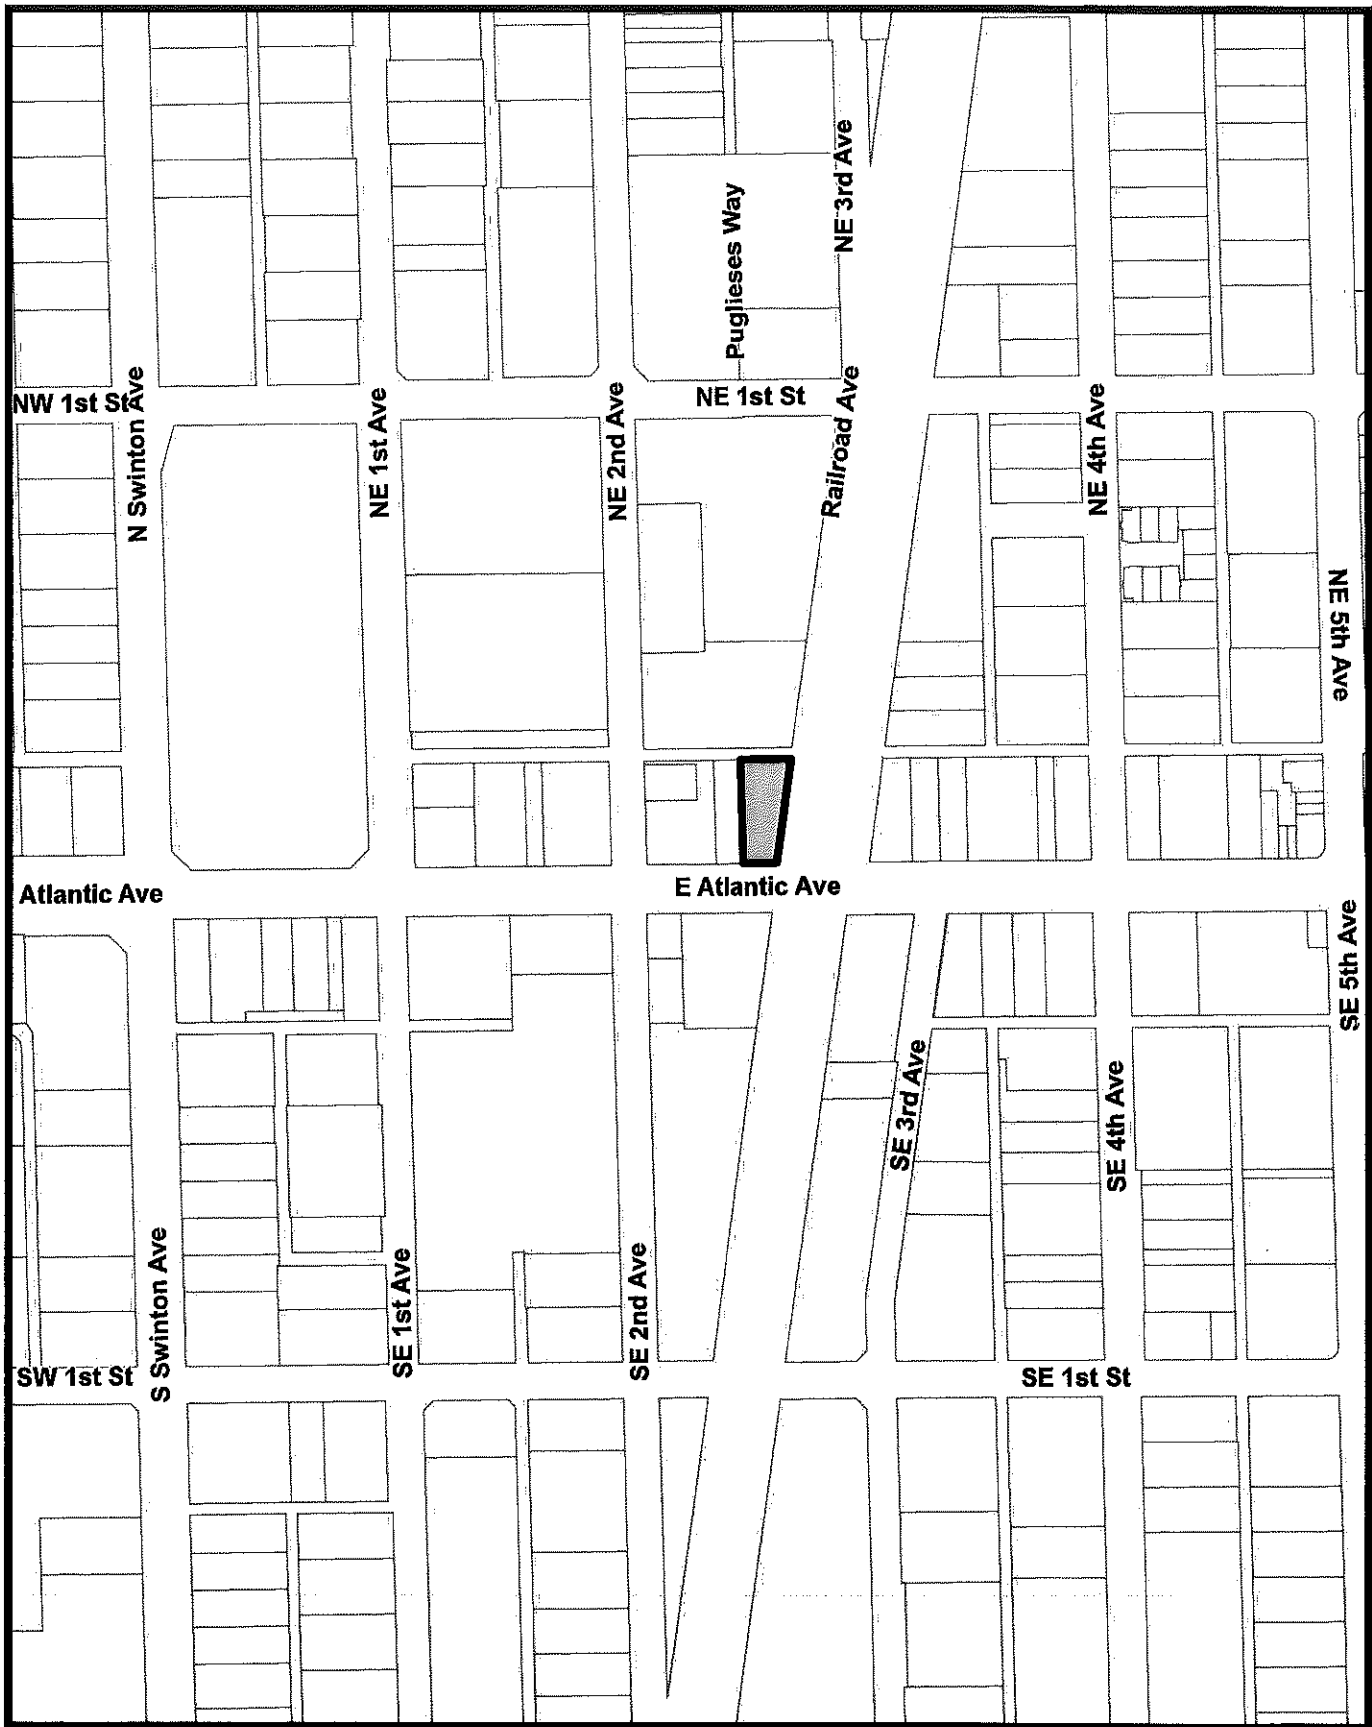 NE 3rd Ave
Puglieses Way
NW 1st St
N Swinton Ave
NE 1st Ave
NE 2nd Ave
NE 1st St
Railroad Ave
NE 4th Ave
NE 5th Ave
Atlantic Ave
E Atlantic Ave
SE 5th Ave
SE 3rd Ave
SE 4th Ave
S Swinton Ave
SE 1st Ave
SE 2nd Ave
SW 1st St
SE 1st St